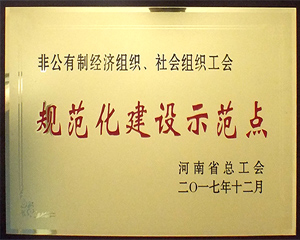 非公有制经济组织、社会组织工会
规范化建设示范点
河南省总工会
二〇一七年十二月